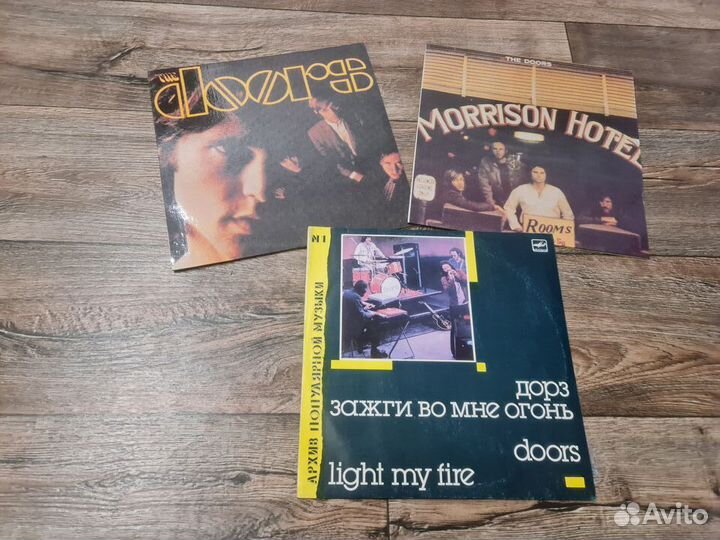 THE
doors
THE DOORS
MORRISON HOTEL
ROOMS
№1
АРХИВ ПОПУЛЯРНОЙ МУЗЫКИ
дорз
зажги во мне огонь
doors
light my fire
Avito